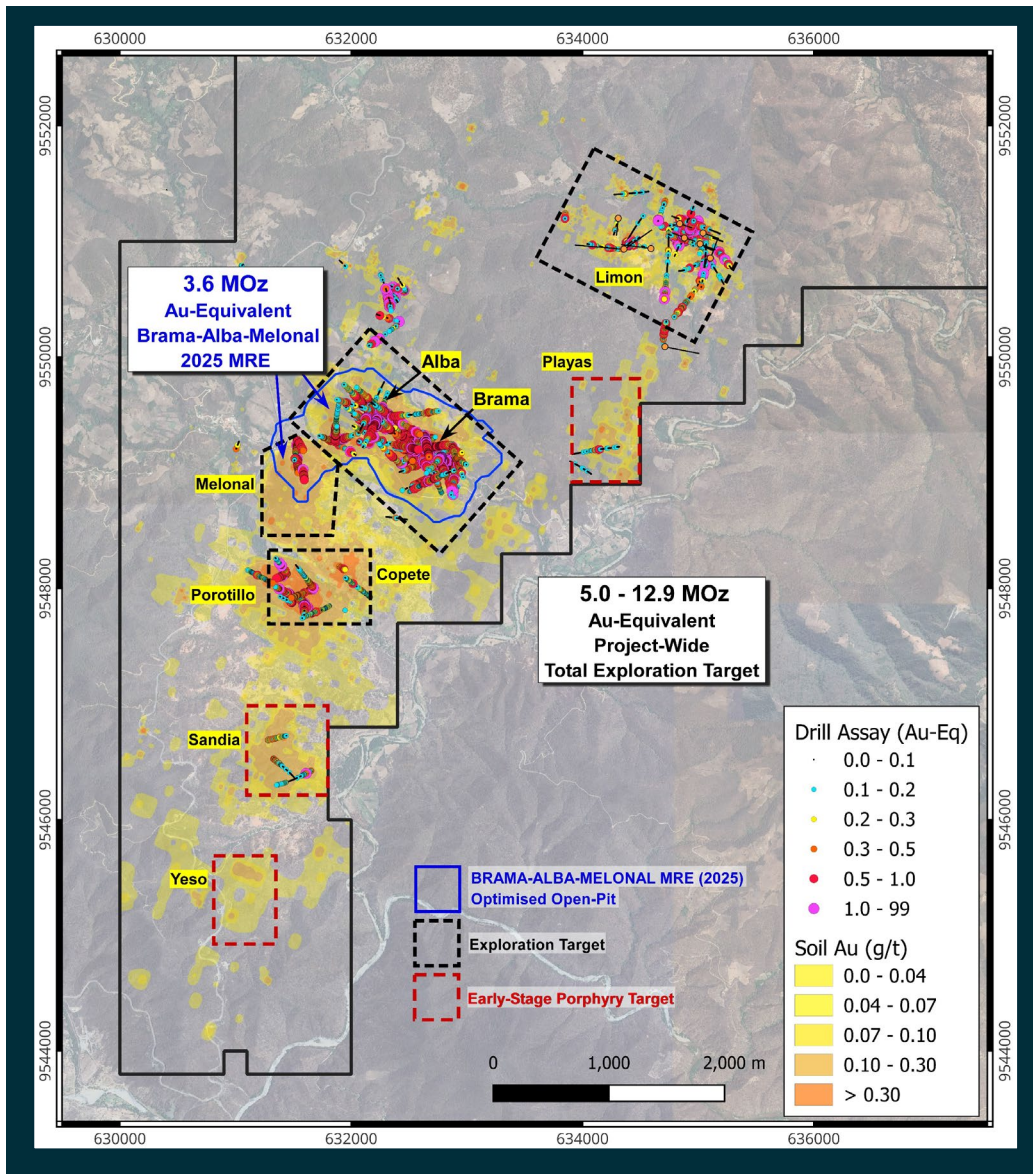 630000 632000 634000 636000
9552000
9552000
Limon
3.6 MOz
Au-Equivalent
Brama-Alba-Melonal
2025 MRE
9550000
9550000
Alba
Playas
Brama
Melonal
9548000
9548000
Copete
Porotillo
5.0 - 12.9 MOz
Au-Equivalent
Project-Wide
Total Exploration Target
Sandia
9546000
9546000
Yeso
BRAMA-ALBA-MELONAL MRE (2025)
Optimised Open-Pit
Exploration Target
Early-Stage Porphyry Target
9544000
9544000
0 1,000 2,000 m
Drill Assay (Au-Eq)
0.0 - 0.1
0.1 - 0.2
0.2 - 0.3
0.3 - 0.5
0.5 - 1.0
1.0 - 99
Soil Au (g/t)
0.0 - 0.04
0.04 - 0.07
0.07 - 0.10
0.10 - 0.30
> 0.30
630000 632000 634000 636000